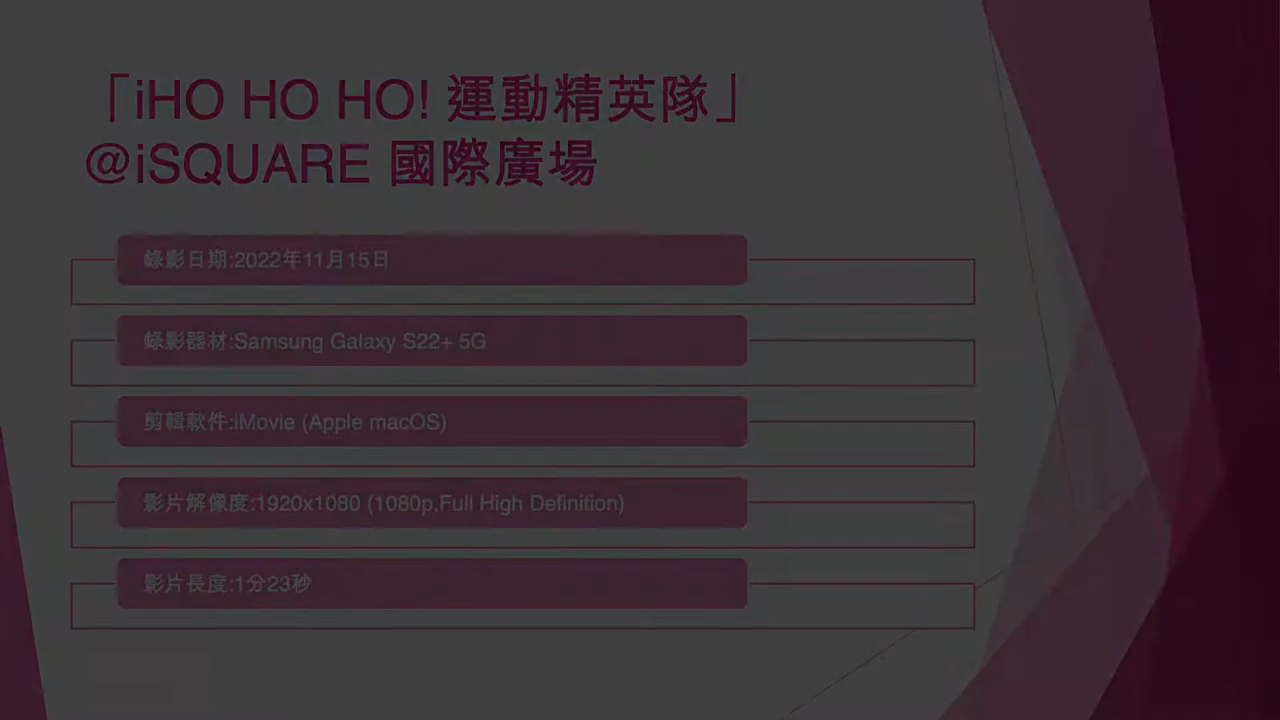 「iHO HO HO! 運動精英隊」
@iSQUARE 國際廣場
錄影日期:2022年11月15日
錄影器材:Samsung Galaxy S22+ 5G
剪輯軟件:iMovie (Apple macOS)
影片解像度:1920x1080 (1080p,Full High Definition)
影片長度:1分23秒